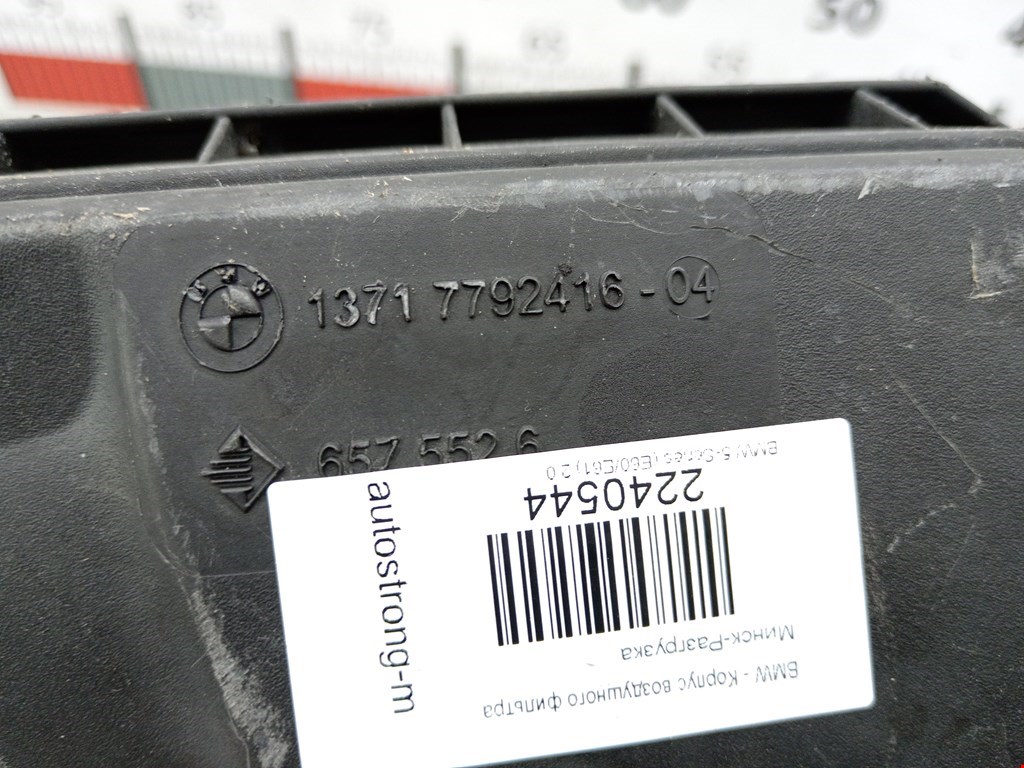 BMW
1371 7792416 - 04
657 552 6
BMW 5-Series (E60/E61) 2.0
2240544
autostrong-m
Минск-Разгрузка
BMW - Корпус воздушного фильтра